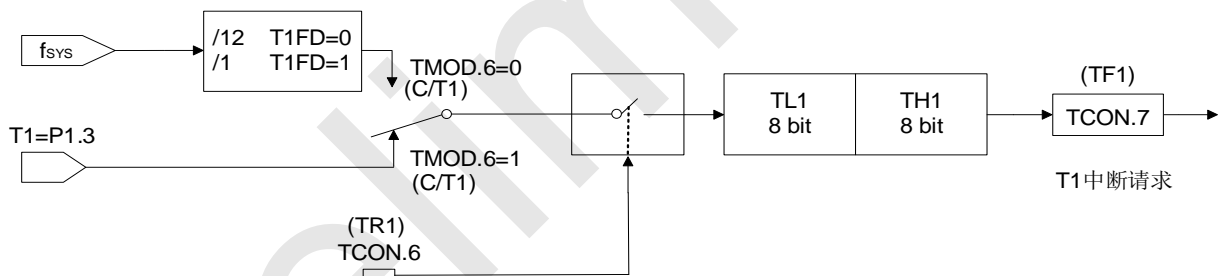 fSYS
/12 T1FD=0
/1 T1FD=1
TMOD.6=0
(C/T1)
T1=P1.3
TMOD.6=1
(C/T1)
(TR1)
TCON.6
TL1
8 bit
TH1
8 bit
(TF1)
TCON.7
T1中断请求